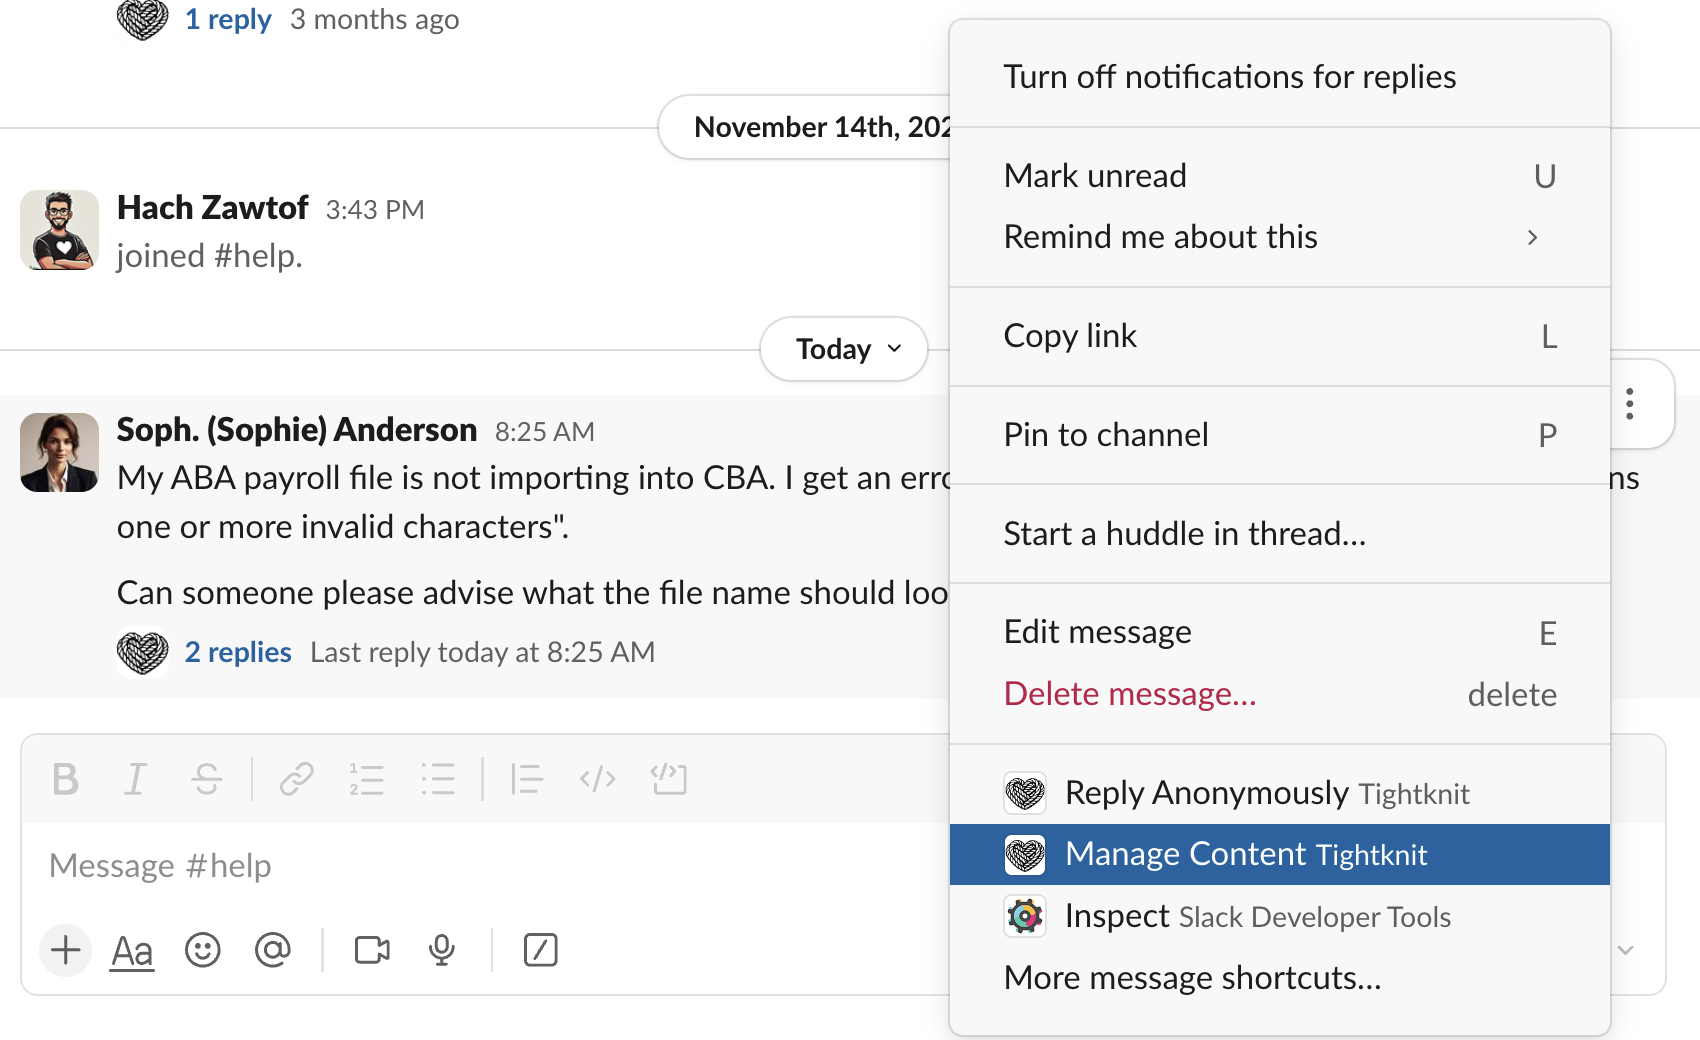 1 reply 3 months ago
November 14th, 202
Hach Zawtof 3:43 PM
joined #help.
Today
Soph. (Sophie) Anderson 8:25 AM
My ABA payroll file is not importing into CBA. I get an erro
ns
one or more invalid characters".
Can someone please advise what the file name should loo
2 replies Last reply today at 8:25 AM
B I S
Message #help
Aa
Turn off notifications for replies
Mark unread U
Remind me about this
Copy link L
Pin to channel P
Start a huddle in thread...
Edit message E
Delete message... delete
Reply Anonymously Tightknit
Manage Content Tightknit
Inspect Slack Developer Tools
More message shortcuts...